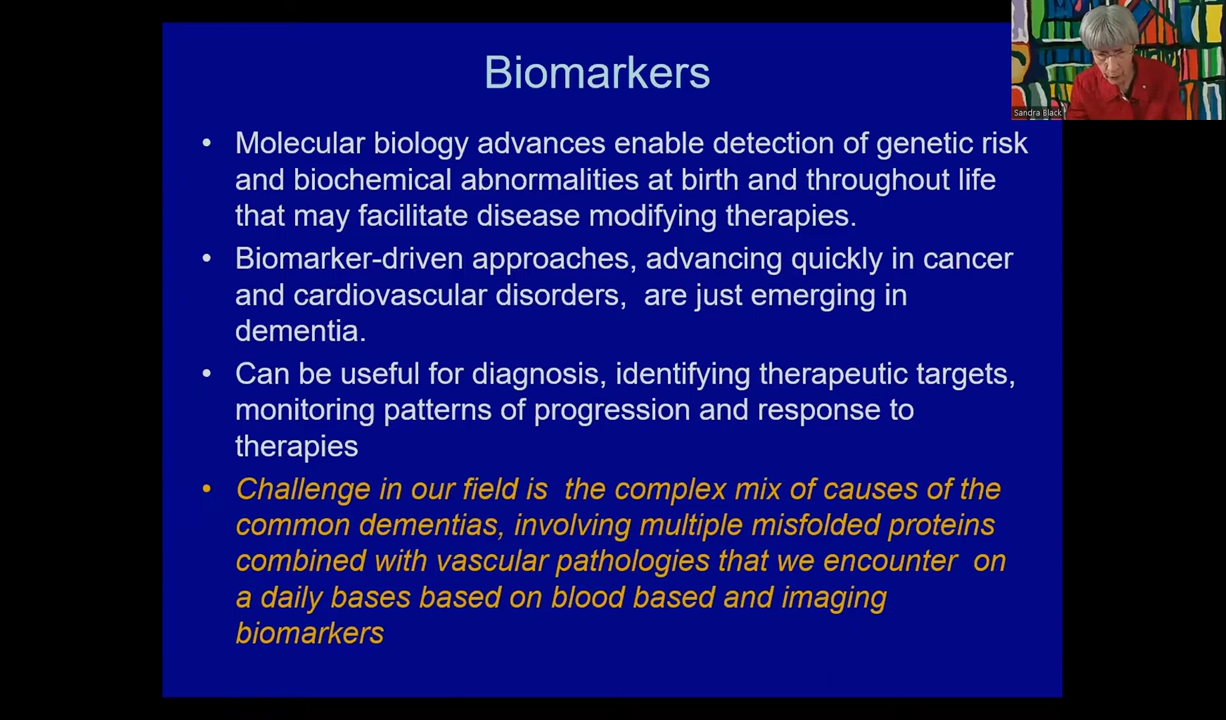 Biomarkers
Sandra Black
• Molecular biology advances enable detection of genetic risk
and biochemical abnormalities at birth and throughout life
that may facilitate disease modifying therapies.
• Biomarker-driven approaches, advancing quickly in cancer
and cardiovascular disorders,  are just emerging in
dementia.
• Can be useful for diagnosis, identifying therapeutic targets,
monitoring patterns of progression and response to
therapies
• Challenge in our field is  the complex mix of causes of the
common dementias, involving multiple misfolded proteins
combined with vascular pathologies that we encounter  on
a daily bases based on blood based and imaging
biomarkers